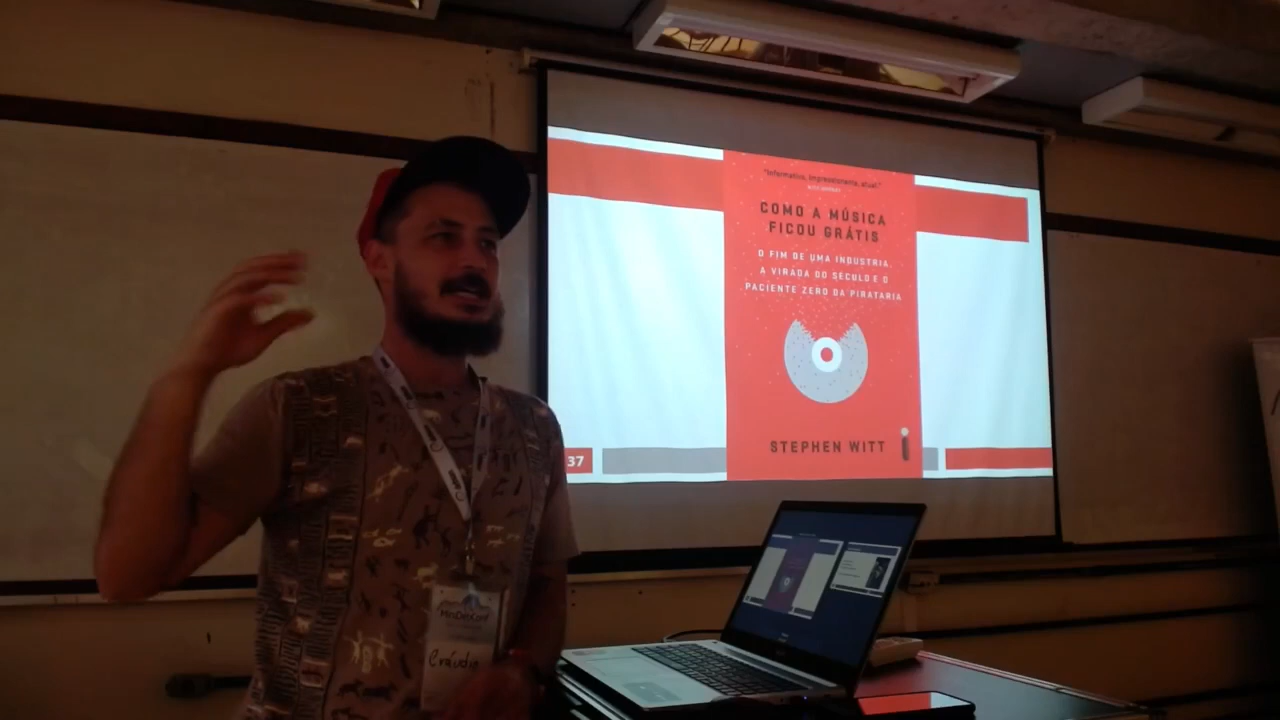 "Informativo, impressionante, atual."
COMO A MÚSICA
FICOU GRÁTIS
O FIM DE UMA INDÚSTRIA,
A VIRADA DO SÉCULO E O
PACIENTE ZERO DA PIRATARIA
STEPHEN WITT
37
MiniDebConf